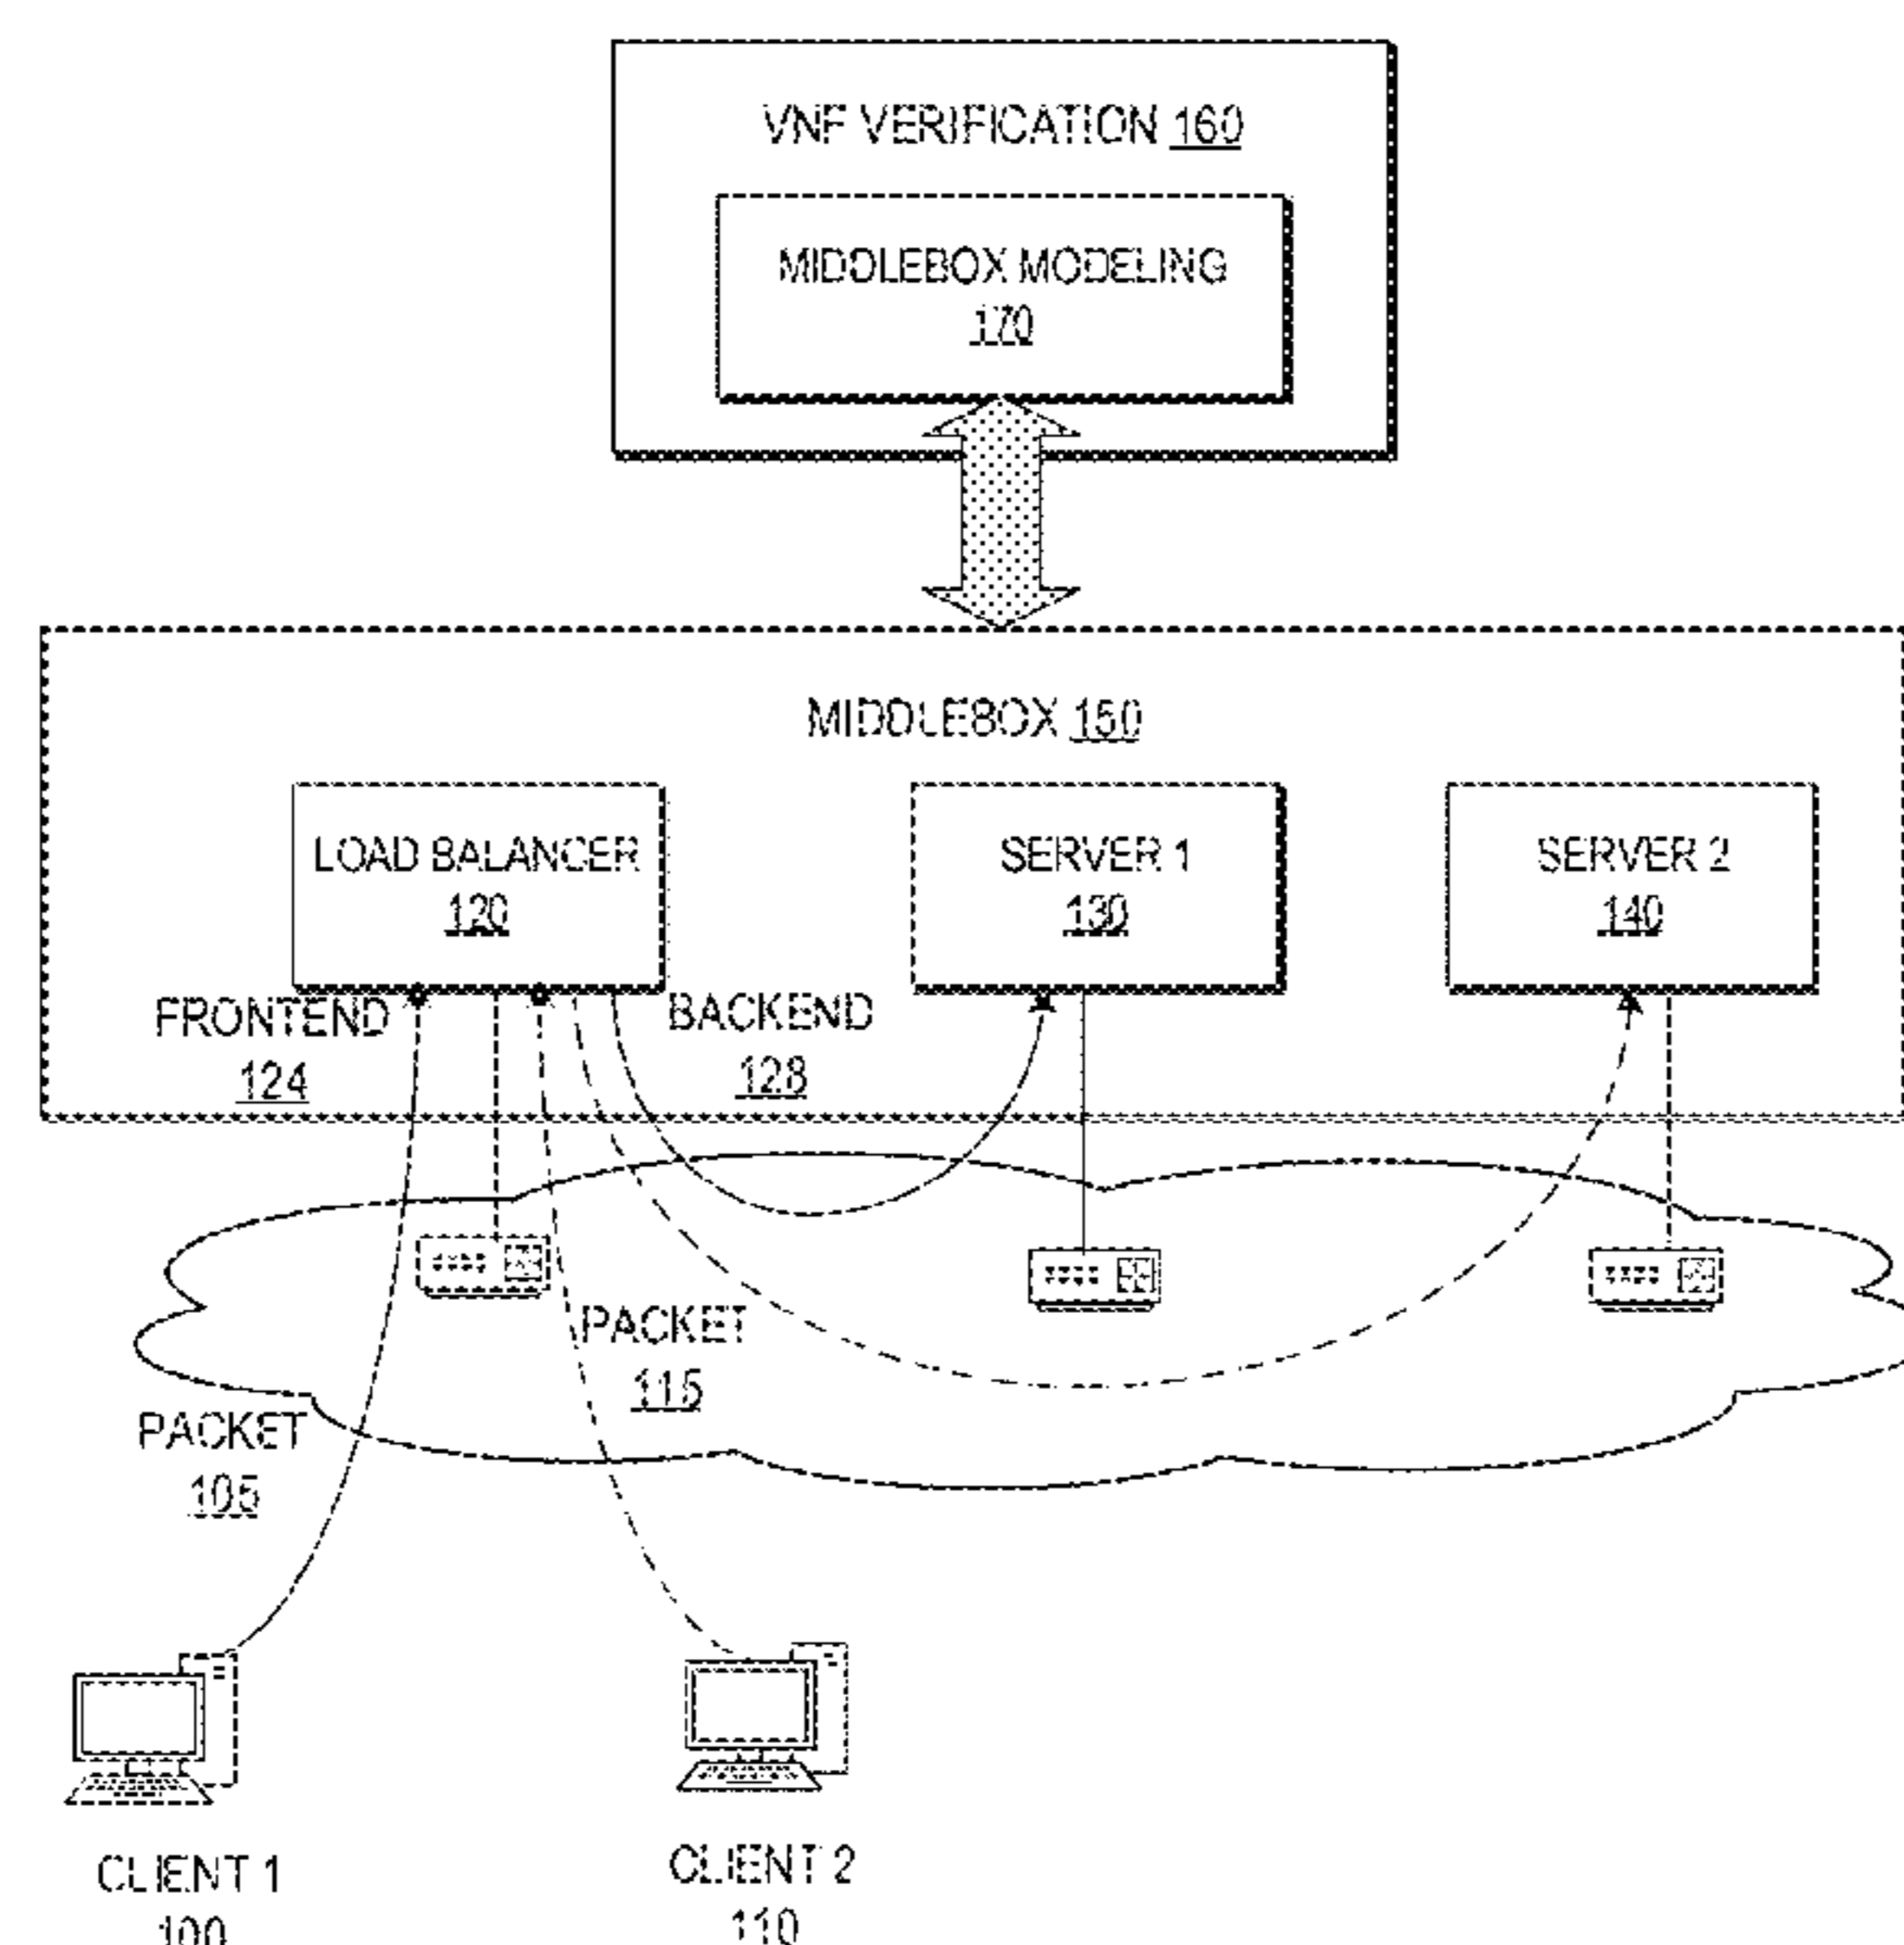 VNF VERIFICATION 160
MIDDLEBOX MODELING
170
MIDDLEBOX 150
LOAD BALANCER
120
SERVER 1
130
SERVER 2
140
FRONTEND
124
BACKEND
128
PACKET
115
PACKET
105
CLIENT 1
100
CLIENT 2
110